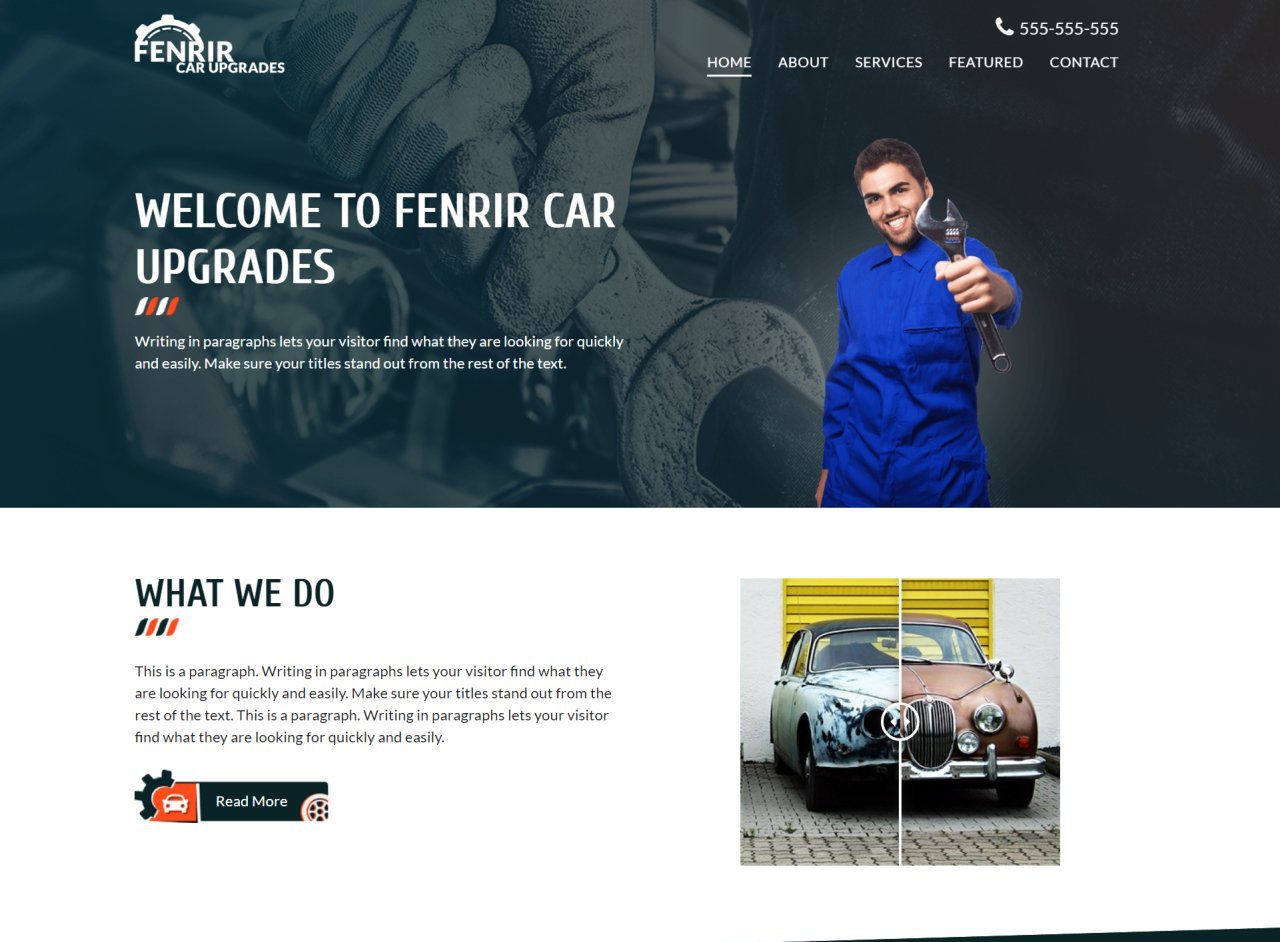 FENRIR
CAR UPGRADES
555-555-555
HOME ABOUT SERVICES FEATURED CONTACT
WELCOME TO FENRIR CAR
UPGRADES
Writing in paragraphs lets your visitor find what they are looking for quickly
and easily. Make sure your titles stand out from the rest of the text.
WHAT WE DO
This is a paragraph. Writing in paragraphs lets your visitor find what they
are looking for quickly and easily. Make sure your titles stand out from the
rest of the text. This is a paragraph. Writing in paragraphs lets your visitor
find what they are looking for quickly and easily.
Read More